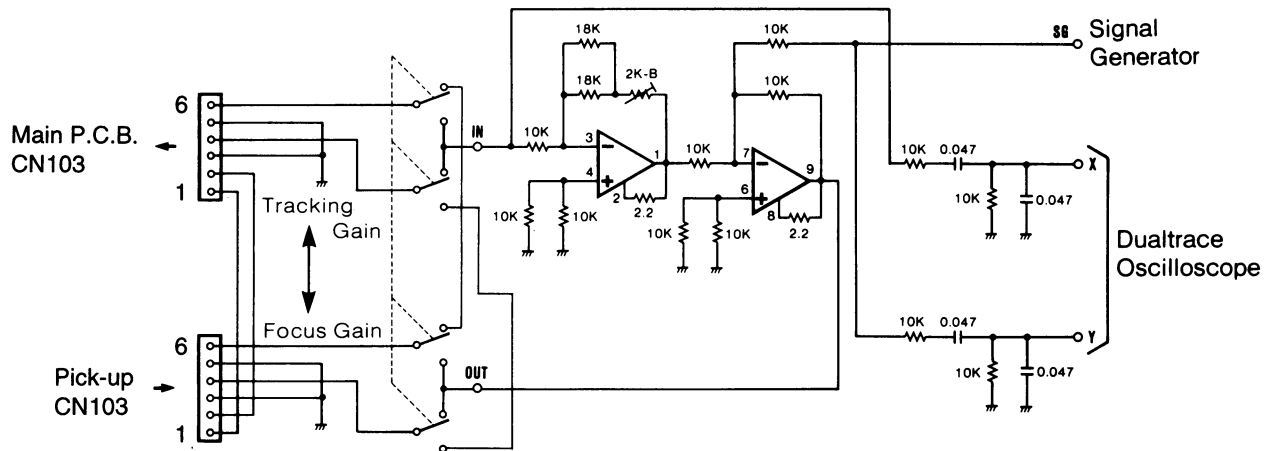 18K
18K
2K-B
10K
10K
SG
Signal
Generator
6
Main P.C.B.
CN103
1
IN
10K
3
−
4
+
1
2
2.2
10K
10K
10K
7
−
6
+
9
8
2.2
10K
10K
10K
0.047
10K
0.047
X
Tracking
Gain
Focus Gain
Dualtrace
Oscilloscope
6
Pick-up
CN103
1
OUT
10K
0.047
10K
0.047
Y